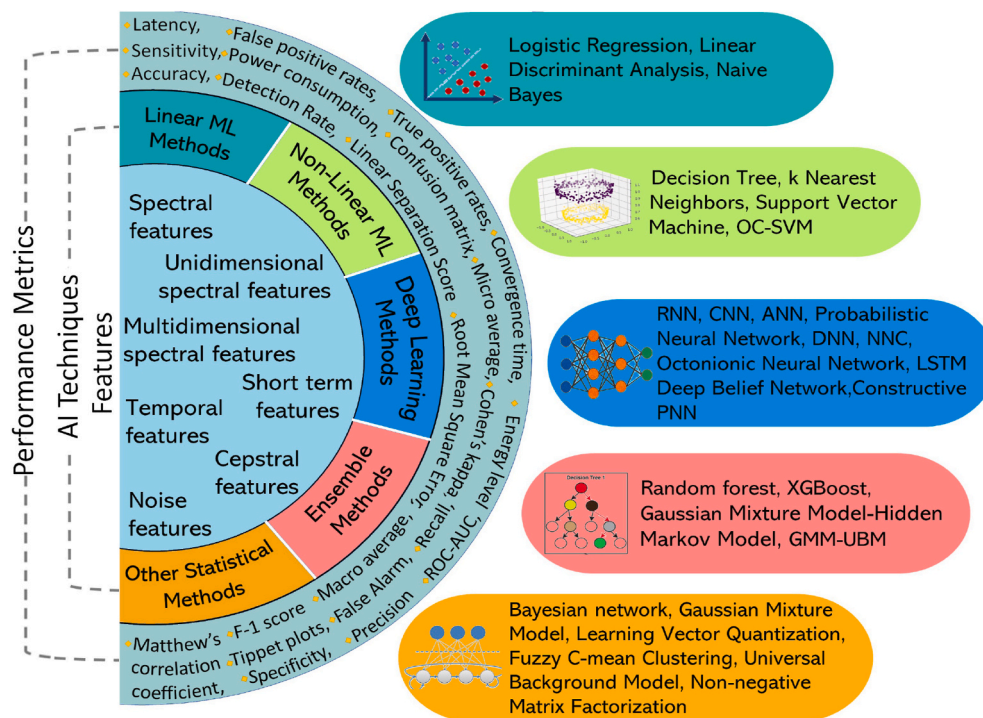 Performance Metrics
AI Techniques
Features
Latency,
Sensitivity,
Accuracy,
False positive rates,
Power consumption,
Detection Rate,
True positive rates,
Confusion matrix,
Linear Separation Score
Convergence time,
Micro average,
Root Mean Square Error,
Cohen's kappa,
Energy level
ROC-AUC,
Recall,
Macro average,
False Alarm,
Precision
F-1 score
Tippet plots,
Specificity,
Matthew's
correlation
coefficient,
Linear ML
Methods
Non-Linear ML
Methods
Deep Learning
Methods
Ensemble
Methods
Other Statistical
Methods
Spectral
features
Unidimensional
spectral features
Multidimensional
spectral features
Short term
features
Temporal
features
Cepstral
features
Noise
features
Logistic Regression, Linear
Discriminant Analysis, Naive
Bayes
Decision Tree, k Nearest
Neighbors, Support Vector
Machine, OC-SVM
RNN, CNN, ANN, Probabilistic
Neural Network, DNN, NNC,
Octonionic Neural Network, LSTM
Deep Belief Network,Constructive
PNN
Decision Tree 1
Random forest, XGBoost,
Gaussian Mixture Model-Hidden
Markov Model, GMM-UBM
Bayesian network, Gaussian Mixture
Model, Learning Vector Quantization,
Fuzzy C-mean Clustering, Universal
Background Model, Non-negative
Matrix Factorization